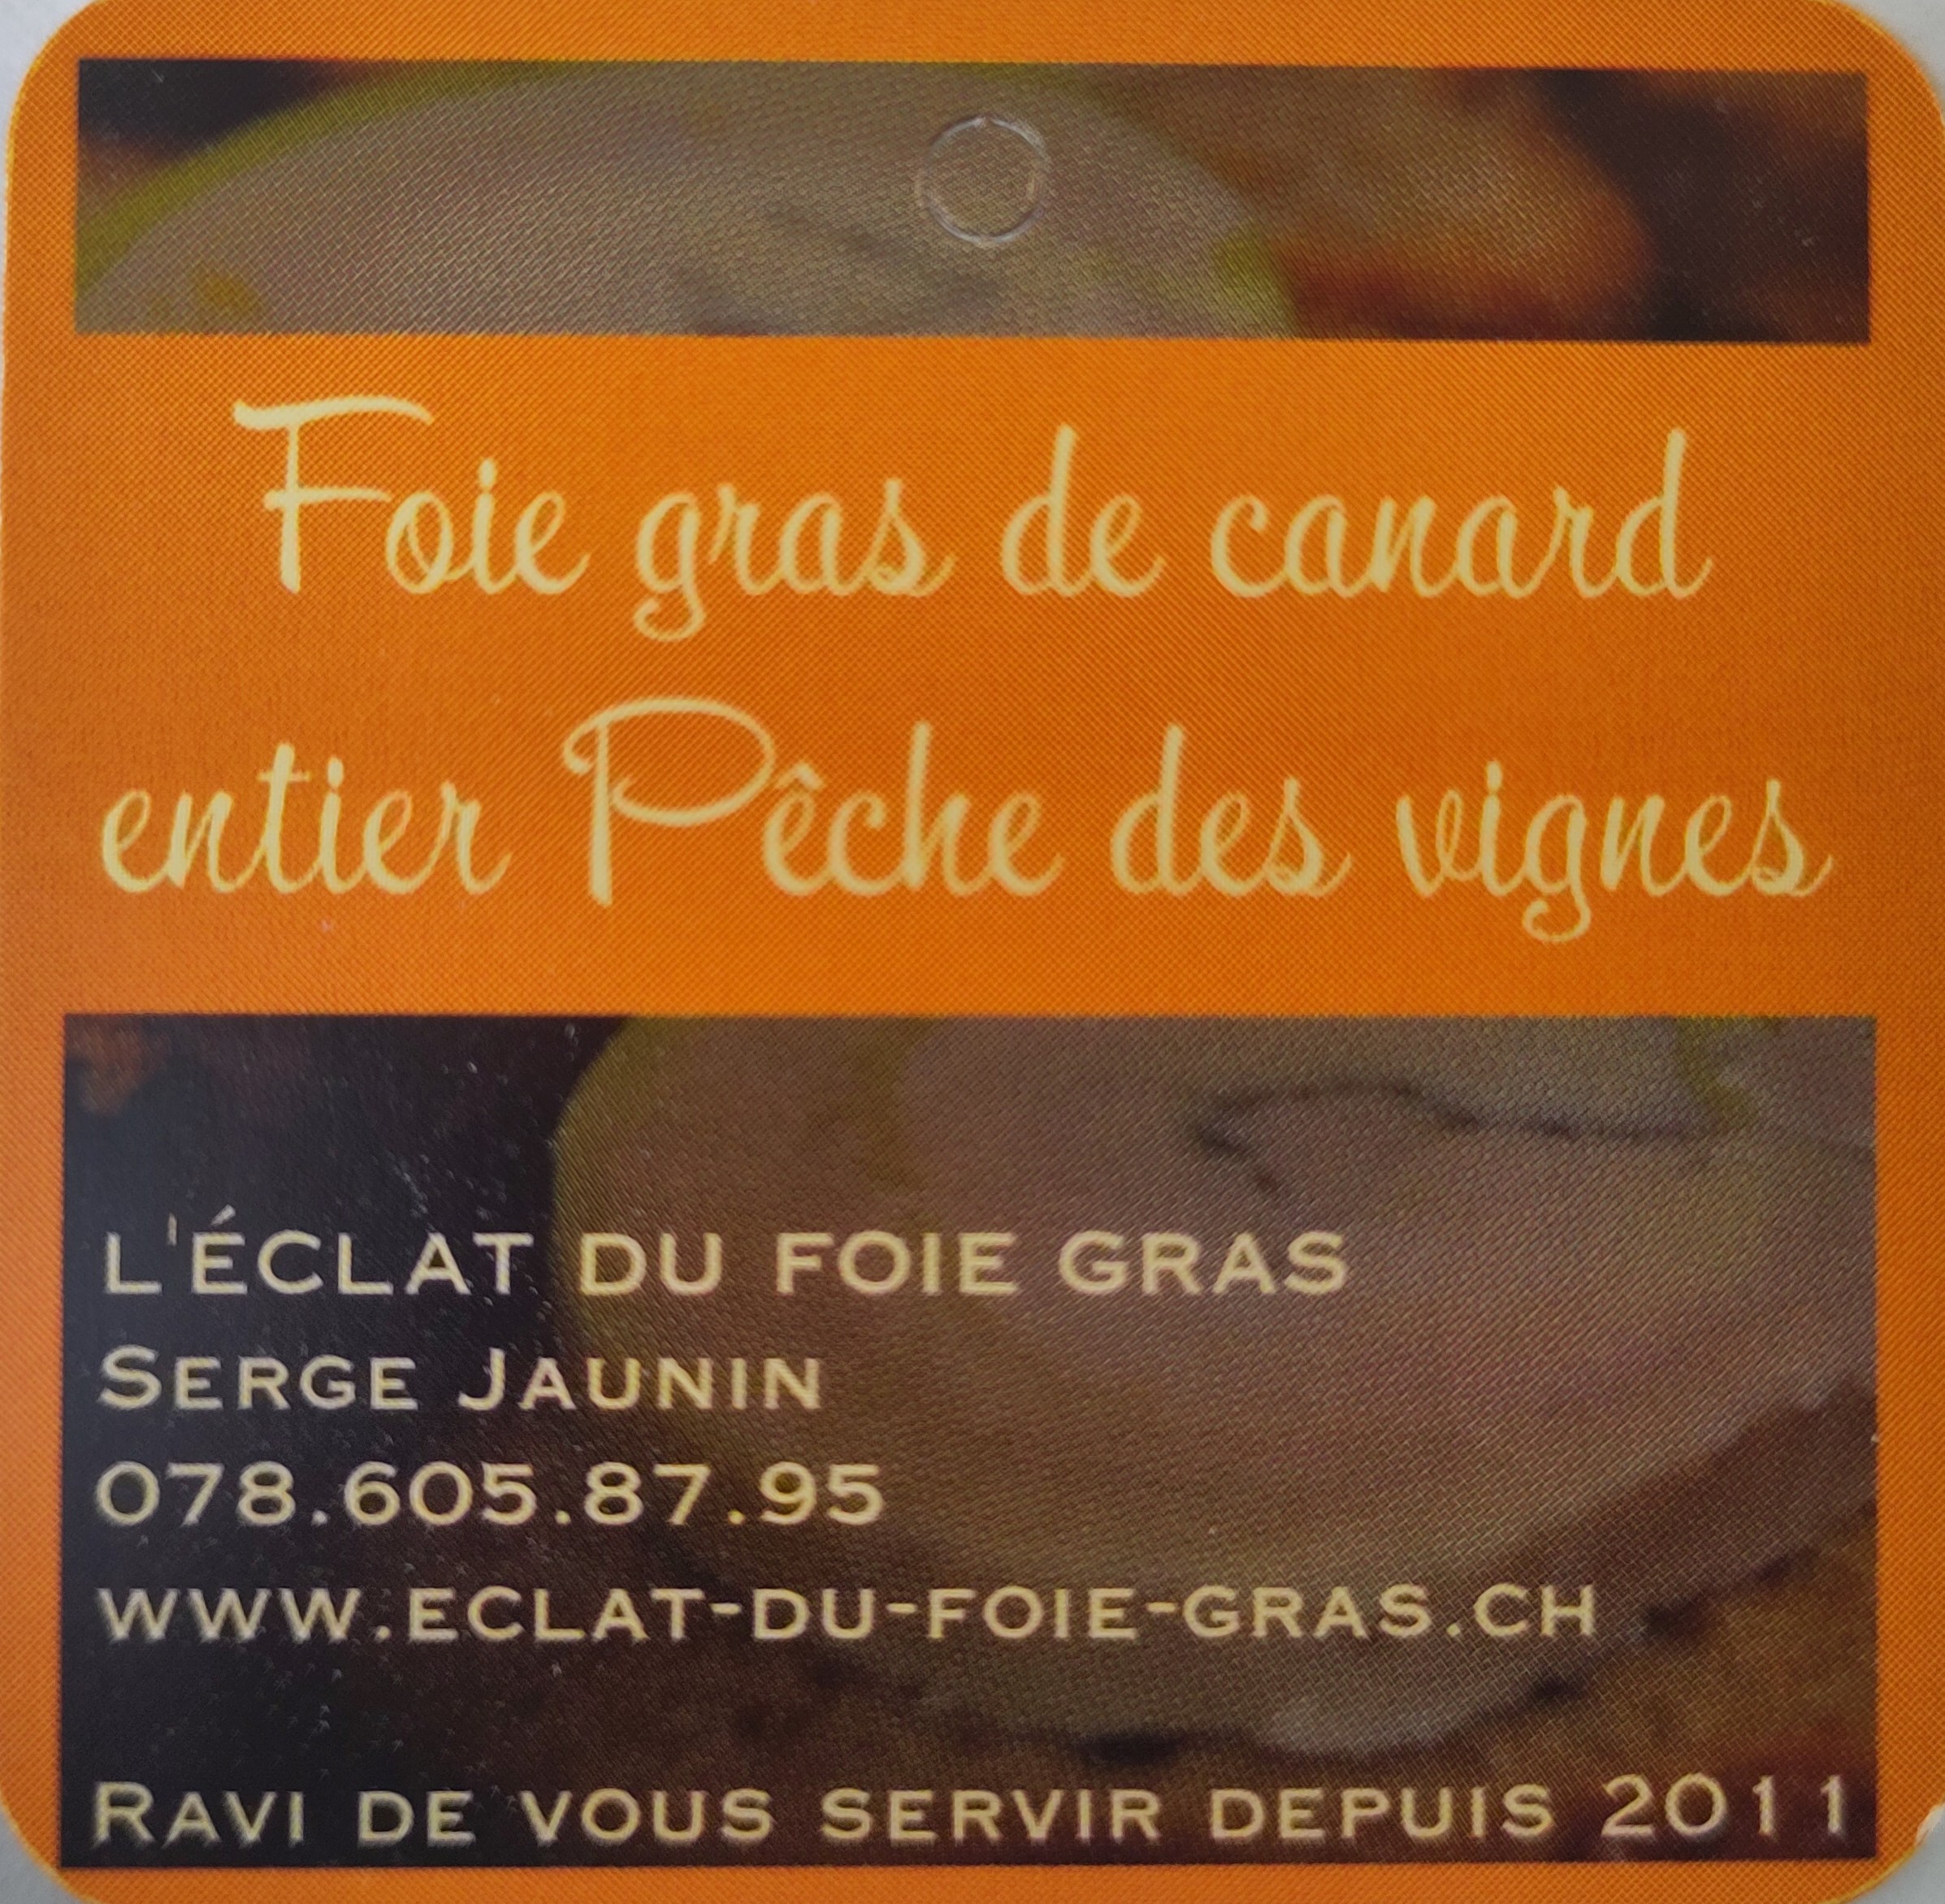 Foie gras de canard
entier Pêche des vignes
L'ÉCLAT DU FOIE GRAS
SERGE JAUNIN
078.605.87.95
WWW.ECLAT-DU-FOIE-GRAS.CH
RAVI DE VOUS SERVIR DEPUIS 2011